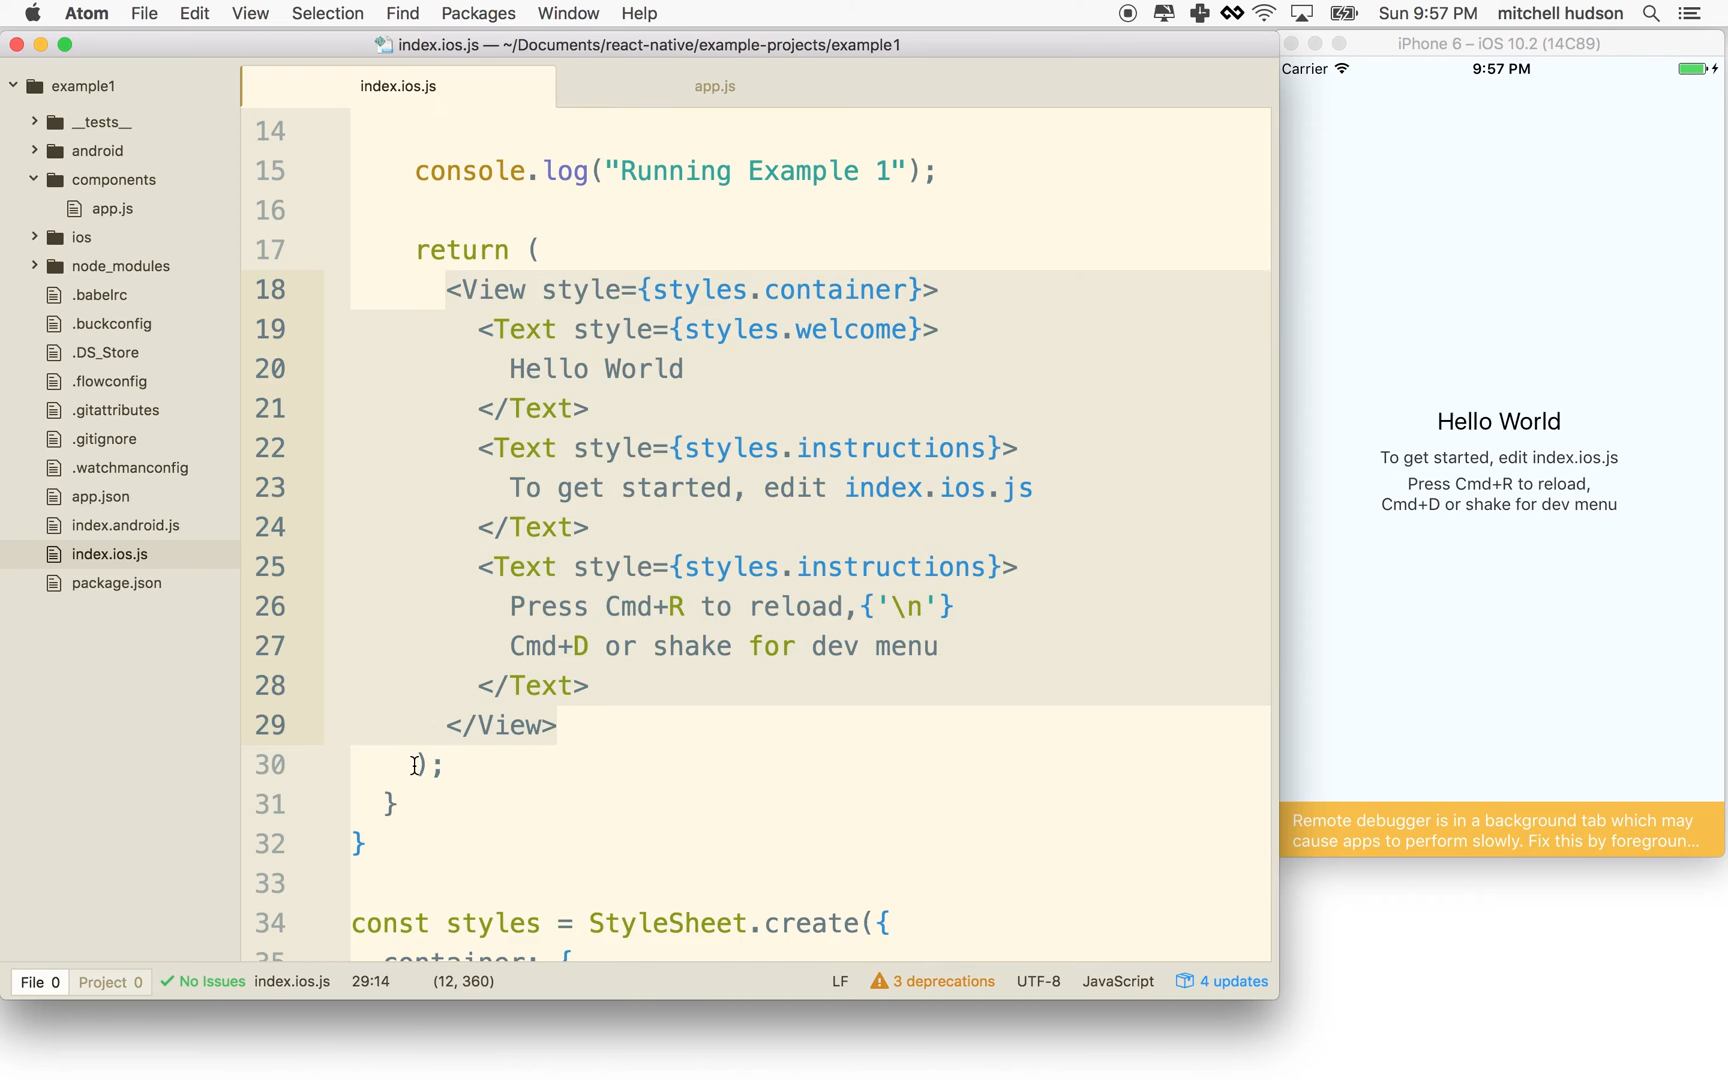 Atom File Edit View Selection Find Packages Window Help Sun 9:57 PM mitchell hudson
index.ios.js — ~/Documents/react-native/example-projects/example1
iPhone 6 – iOS 10.2 (14C89)
Carrier 9:57 PM
example1
__tests__
android
components
app.js
ios
node_modules
.babelrc
.buckconfig
.DS_Store
.flowconfig
.gitattributes
.gitignore
.watchmanconfig
app.json
index.android.js
index.ios.js
package.json
index.ios.js app.js
14
15 console.log("Running Example 1");
16
17 return (
18 <View style={styles.container}>
19 <Text style={styles.welcome}>
20 Hello World
21 </Text>
22 <Text style={styles.instructions}>
23 To get started, edit index.ios.js
24 </Text>
25 <Text style={styles.instructions}>
26 Press Cmd+R to reload,{'\n'}
27 Cmd+D or shake for dev menu
28 </Text>
29 </View>
30 );
31 }
32 }
33
34 const styles = StyleSheet.create({
35 container: {
File 0 Project 0 No Issues index.ios.js 29:14 (12, 360) LF 3 deprecations UTF-8 JavaScript 4 updates
Hello World
To get started, edit index.ios.js
Press Cmd+R to reload,
Cmd+D or shake for dev menu
Remote debugger is in a background tab which may
cause apps to perform slowly. Fix this by foregroun...